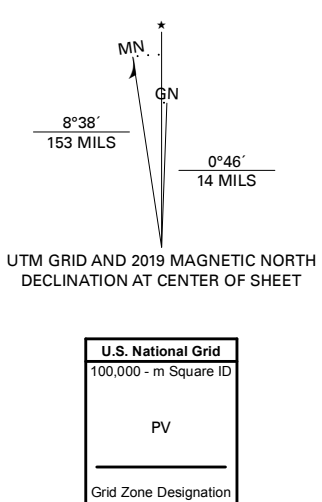 ★
MN
GN
8°38´
153 MILS
0°46´
14 MILS
UTM GRID AND 2019 MAGNETIC NORTH
DECLINATION AT CENTER OF SHEET
U.S. National Grid
100,000 - m Square ID
PV
Grid Zone Designation